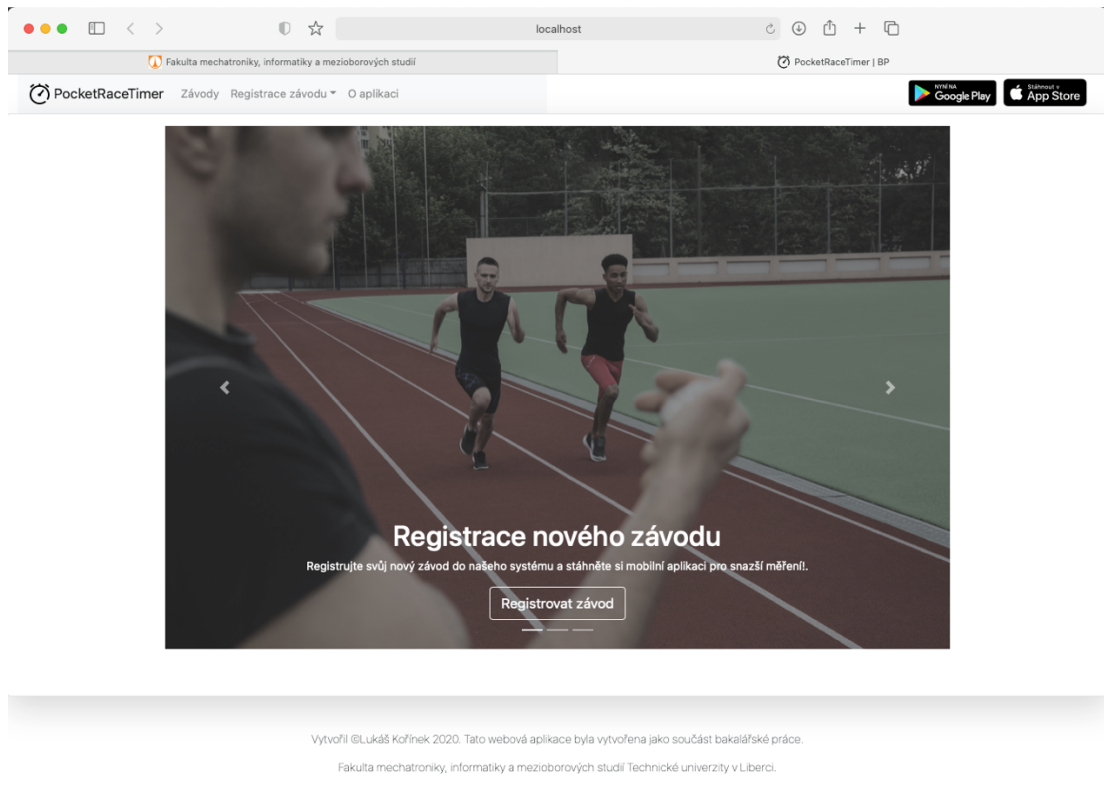 localhost
Fakulta mechatroniky, informatiky a mezioborových studií
PocketRaceTimer | BP
PocketRaceTimer Závody Registrace závodu O aplikaci
NYNÍ NA
Google Play
Stáhnout v
App Store
Registrace nového závodu
Registrujte svůj nový závod do našeho systému a stáhněte si mobilní aplikaci pro snazší měření!.
Registrovat závod
Vytvořil ©Lukáš Kořínek 2020. Tato webová aplikace byla vytvořena jako součást bakalářské práce.
Fakulta mechatroniky, informatiky a mezioborových studií Technické univerzity v Liberci.